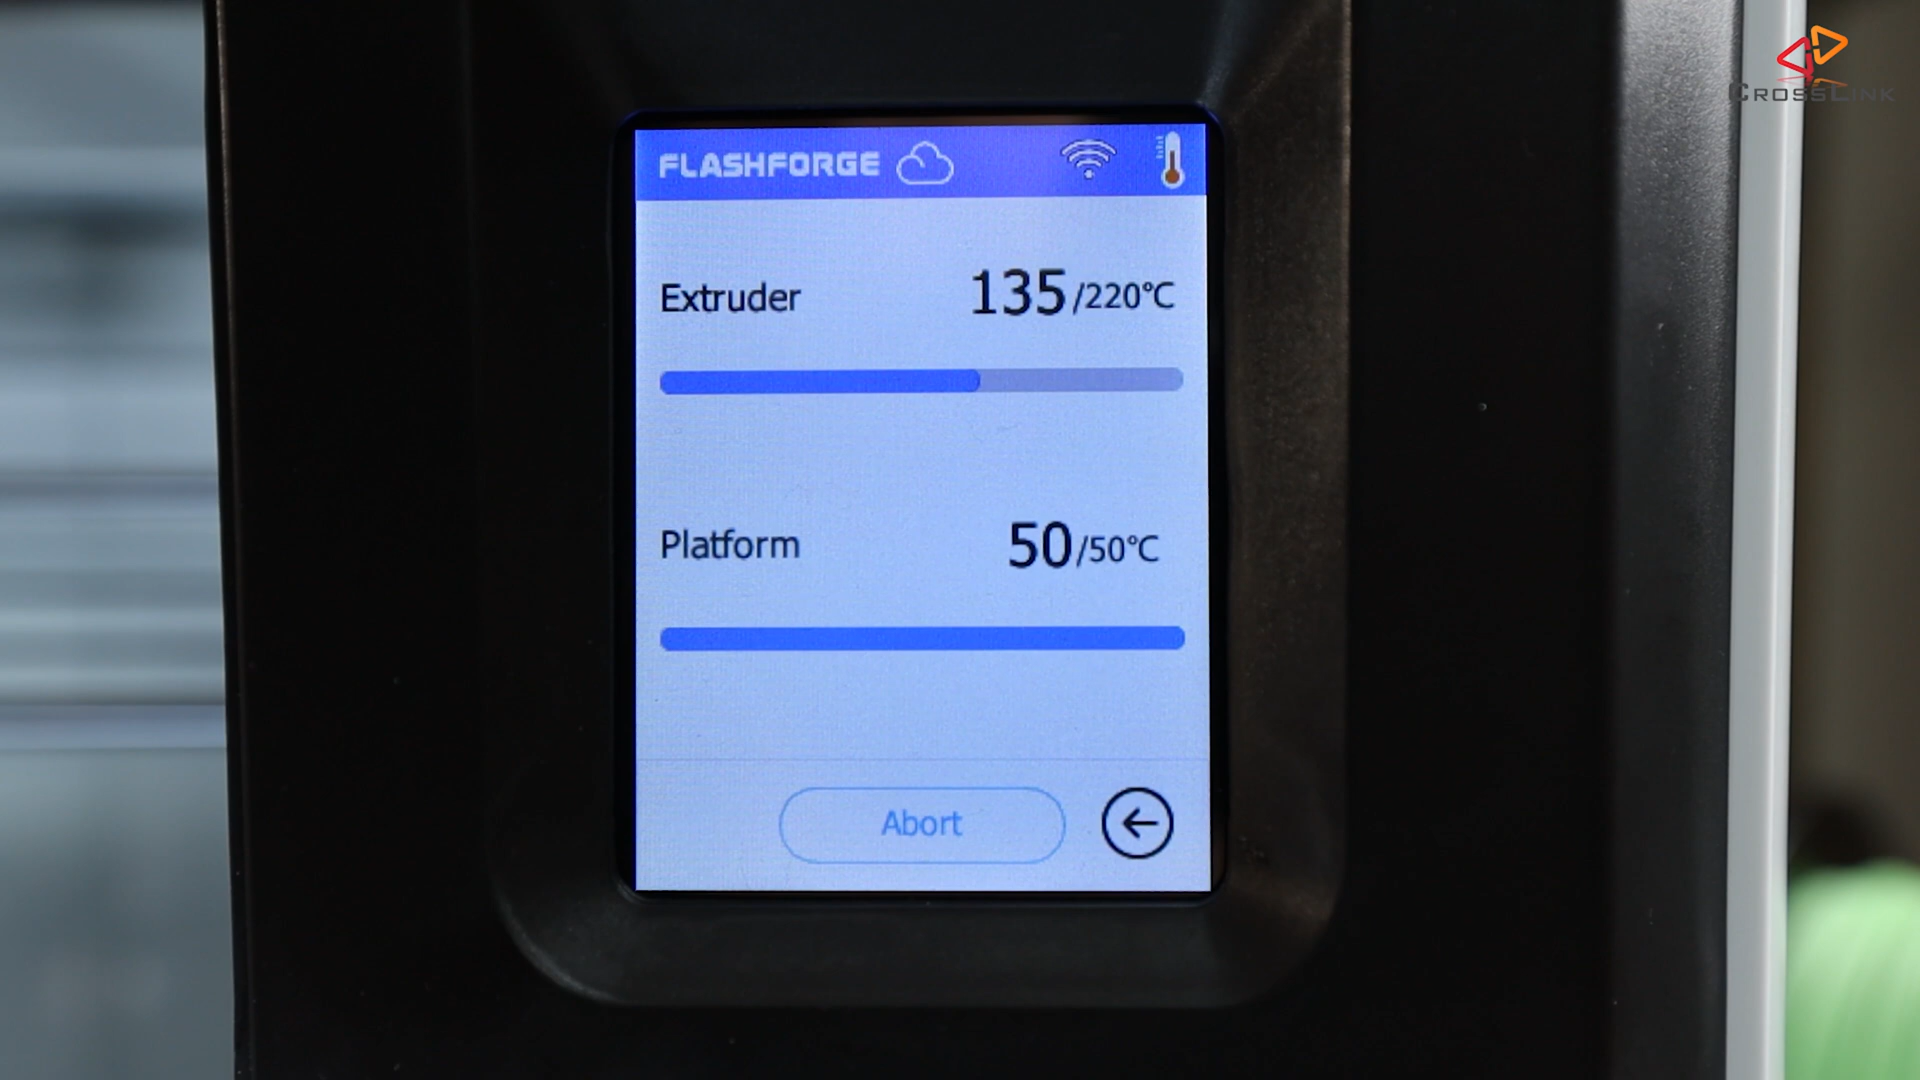 CROSSLINK
FLASHFORGE
Extruder 135/220°C
Platform 50/50°C
Abort